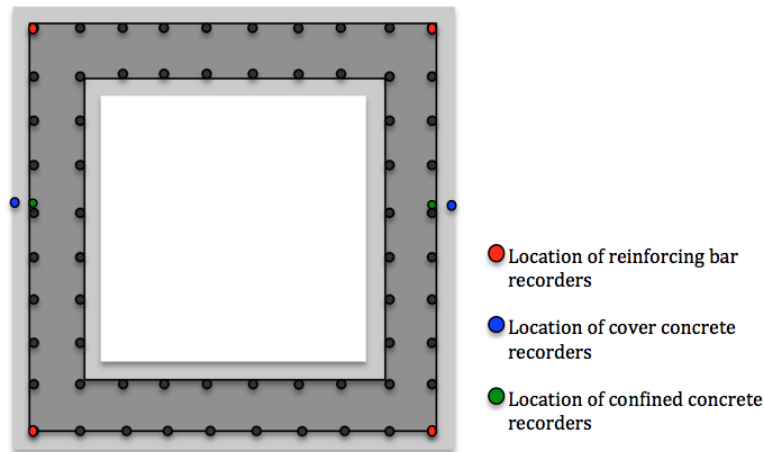 Location of reinforcing bar
recorders
Location of cover concrete
recorders
Location of confined concrete
recorders